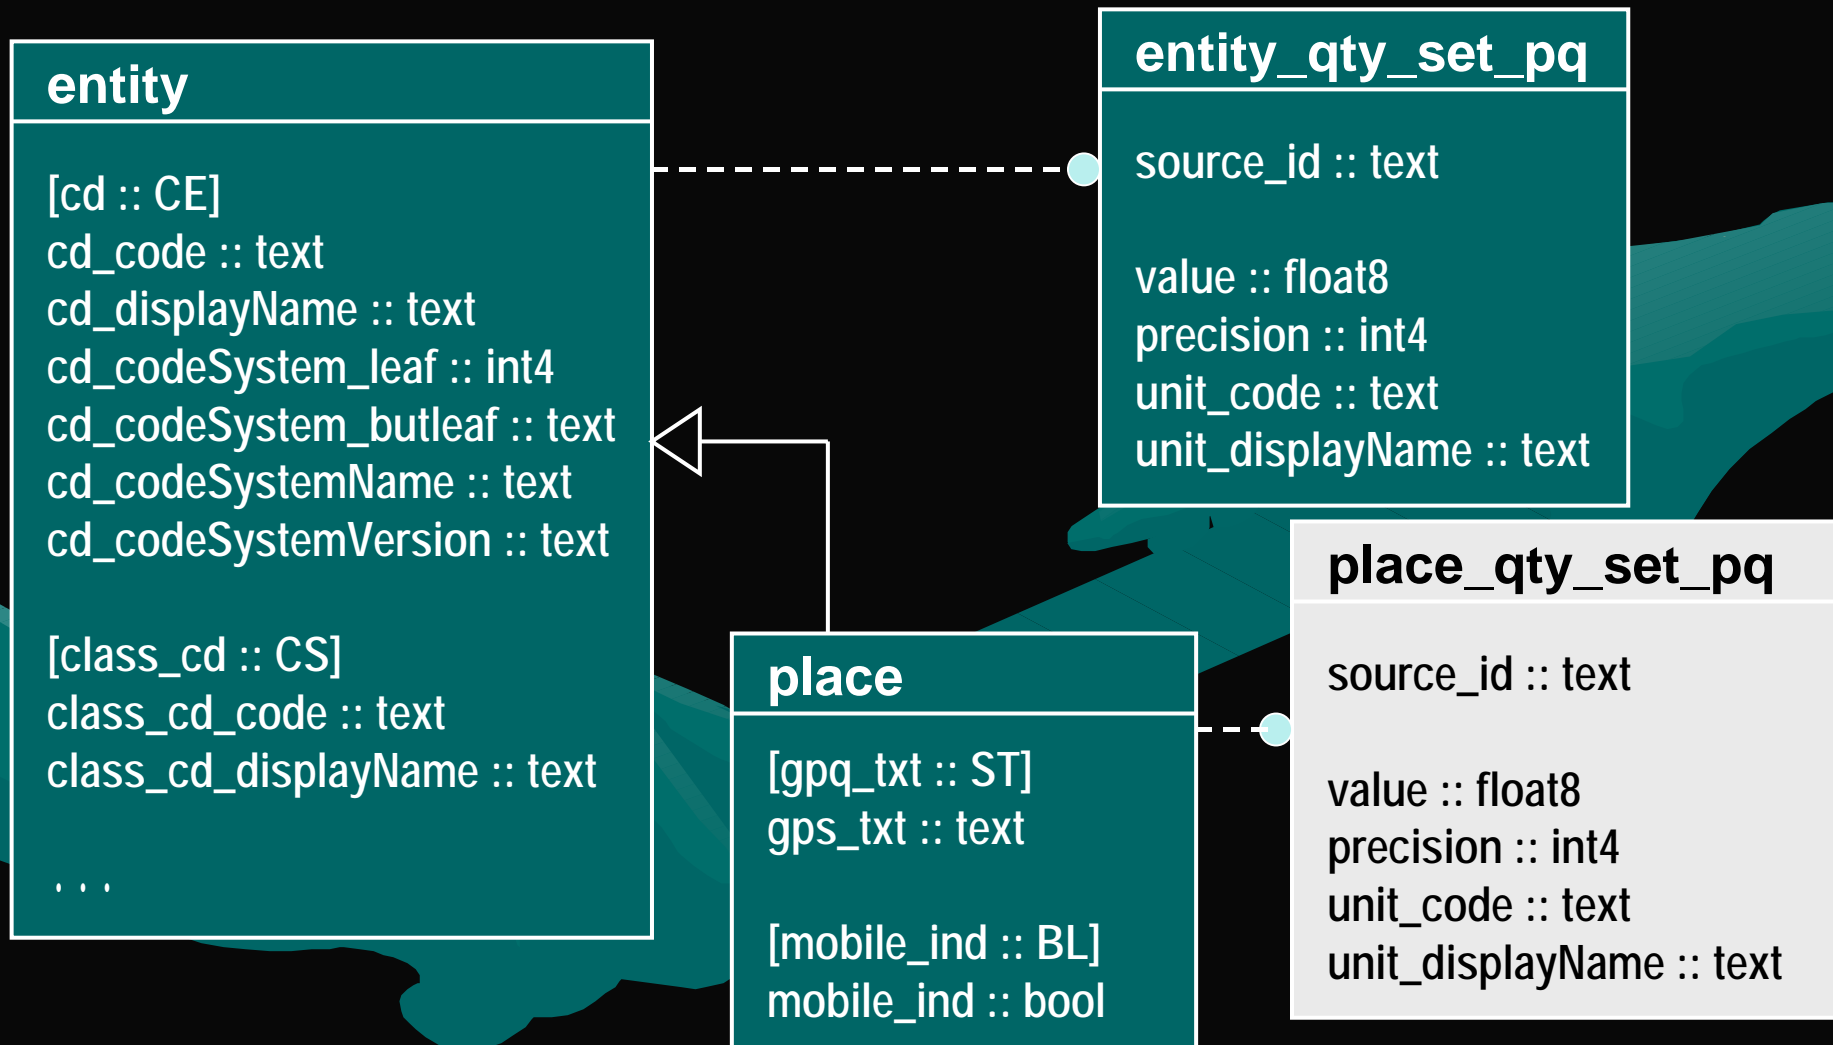 entity
[cd :: CE]
cd_code :: text
cd_displayName :: text
cd_codeSystem_leaf :: int4
cd_codeSystem_butleaf :: text
cd_codeSystemName :: text
cd_codeSystemVersion :: text
[class_cd :: CS]
class_cd_code :: text
class_cd_displayName :: text
...
entity_qty_set_pq
source_id :: text
value :: float8
precision :: int4
unit_code :: text
unit_displayName :: text
place
[gpq_txt :: ST]
gps_txt :: text
[mobile_ind :: BL]
mobile_ind :: bool
place_qty_set_pq
source_id :: text
value :: float8
precision :: int4
unit_code :: text
unit_displayName :: text